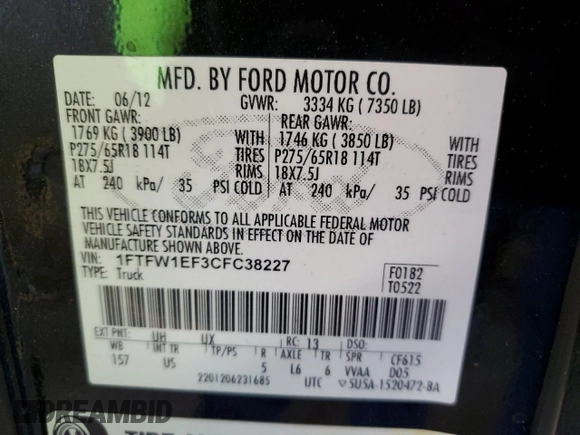 MFD. BY FORD MOTOR CO.
DATE: 06/12 GVWR: 3334 KG ( 7350 LB)
FRONT GAWR: REAR GAWR:
1769 KG ( 3900 LB) WITH 1746 KG ( 3850 LB) WITH
P275/65R18 114T TIRES P275/65R18 114T TIRES
18X7.5J RIMS 18X7.5J RIMS
AT 240 kPa/ 35 PSI COLD AT 240 kPa/ 35 PSI COLD
THIS VEHICLE CONFORMS TO ALL APPLICABLE FEDERAL MOTOR
VEHICLE SAFETY STANDARDS IN EFFECT ON THE DATE OF
MANUFACTURE SHOWN ABOVE.
VIN: 1FTFW1EF3CFC38227
TYPE: Truck
F0182
T0522
EXT PNT: UH UX RC: 13 DSO:
WB INT TR TP/PS R AXLE TR SPR CF615
157 US 5 L6 6 VVAA D05
2201206231685 UTC 5U5A-1520472-BA
DREAMBID